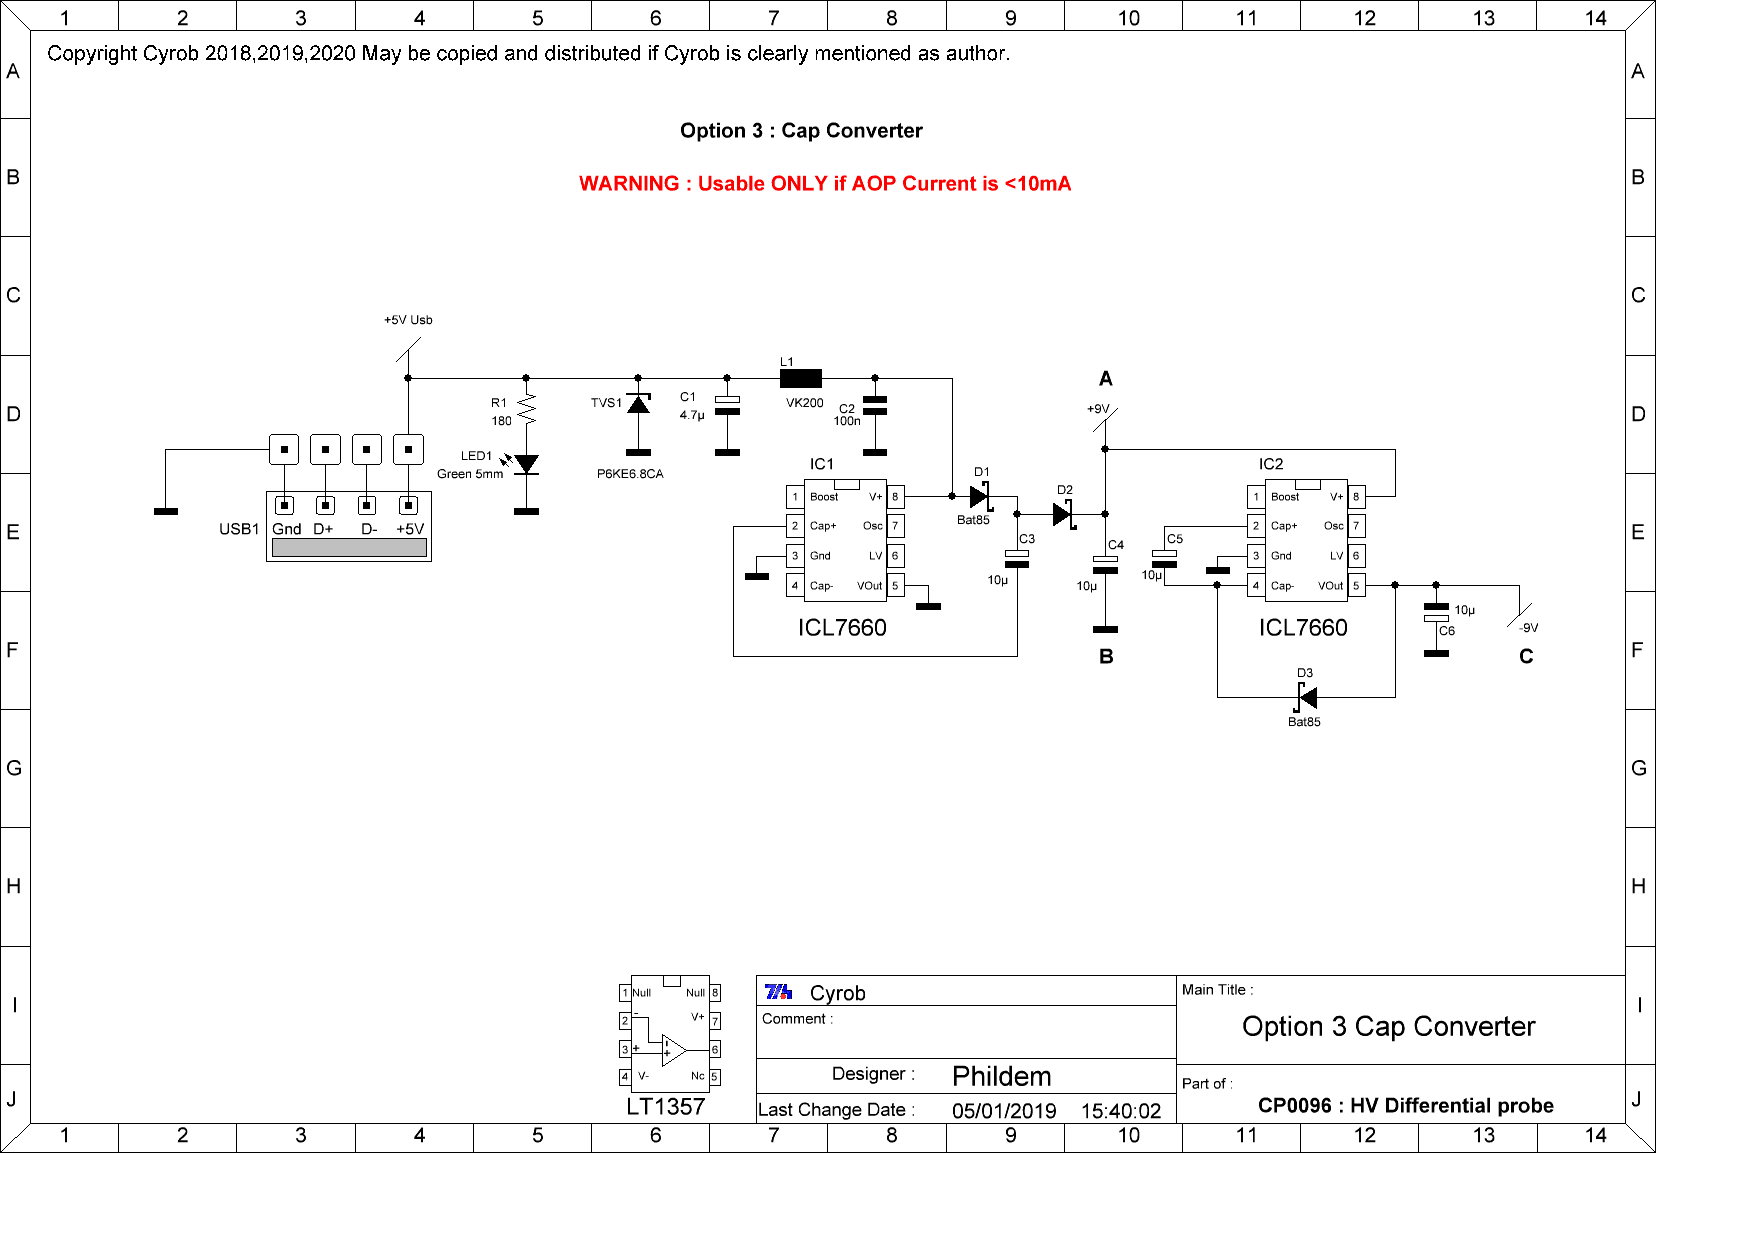 1 2 3 4 5 6 7 8 9 10 11 12 13 14
Copyright Cyrob 2018,2019,2020 May be copied and distributed if Cyrob is clearly mentioned as author.
A A
Option 3 : Cap Converter
B B
WARNING : Usable ONLY if AOP Current is <10mA
C C
+5V Usb
L1
VK200
A
+9V
D D
R1
180
TVS1
P6KE6.8CA
C1
4.7µ
C2
100n
LED1
Green 5mm
USB1
Gnd D+ D- +5V
E E
IC1
1 Boost V+ 8
2 Cap+ Osc 7
3 Gnd LV 6
4 Cap- VOut 5
ICL7660
D1
Bat85
D2
C3
10µ
C4
10µ
B
C5
10µ
IC2
1 Boost V+ 8
2 Cap+ Osc 7
3 Gnd LV 6
4 Cap- VOut 5
ICL7660
10µ
C6
-9V
C
F F
D3
Bat85
G G
H H
I I
1 Null Null 8
2 - V+ 7
3 + - + 6
4 V- Nc 5
LT1357
Cyrob
Comment :
Designer : Phildem
Last Change Date : 05/01/2019 15:40:02
Main Title :
Option 3 Cap Converter
Part of :
CP0096 : HV Differential probe
J J
1 2 3 4 5 6 7 8 9 10 11 12 13 14